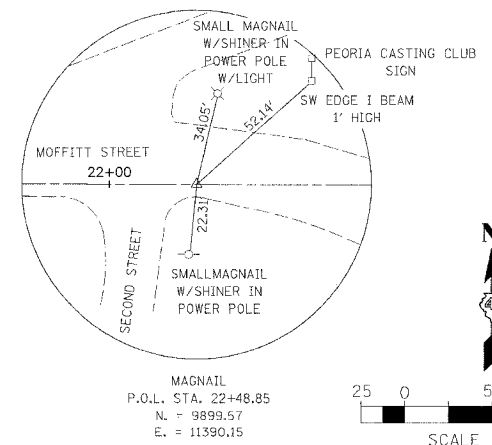 SMALL MAGNAIL
W/SHINER IN
POWER POLE
W/LIGHT
PEORIA CASTING CLUB
SIGN
SW EDGE I BEAM
1' HIGH
34.05'
52.14'
MOFFITT STREET
22+00
22.31
SECOND STREET
SMALLMAGNAIL
W/SHINER IN
POWER POLE
N
MAGNAIL
P.O.L. STA. 22+48.85
N. = 9899.57
E. = 11390.15
25 0
SCALE